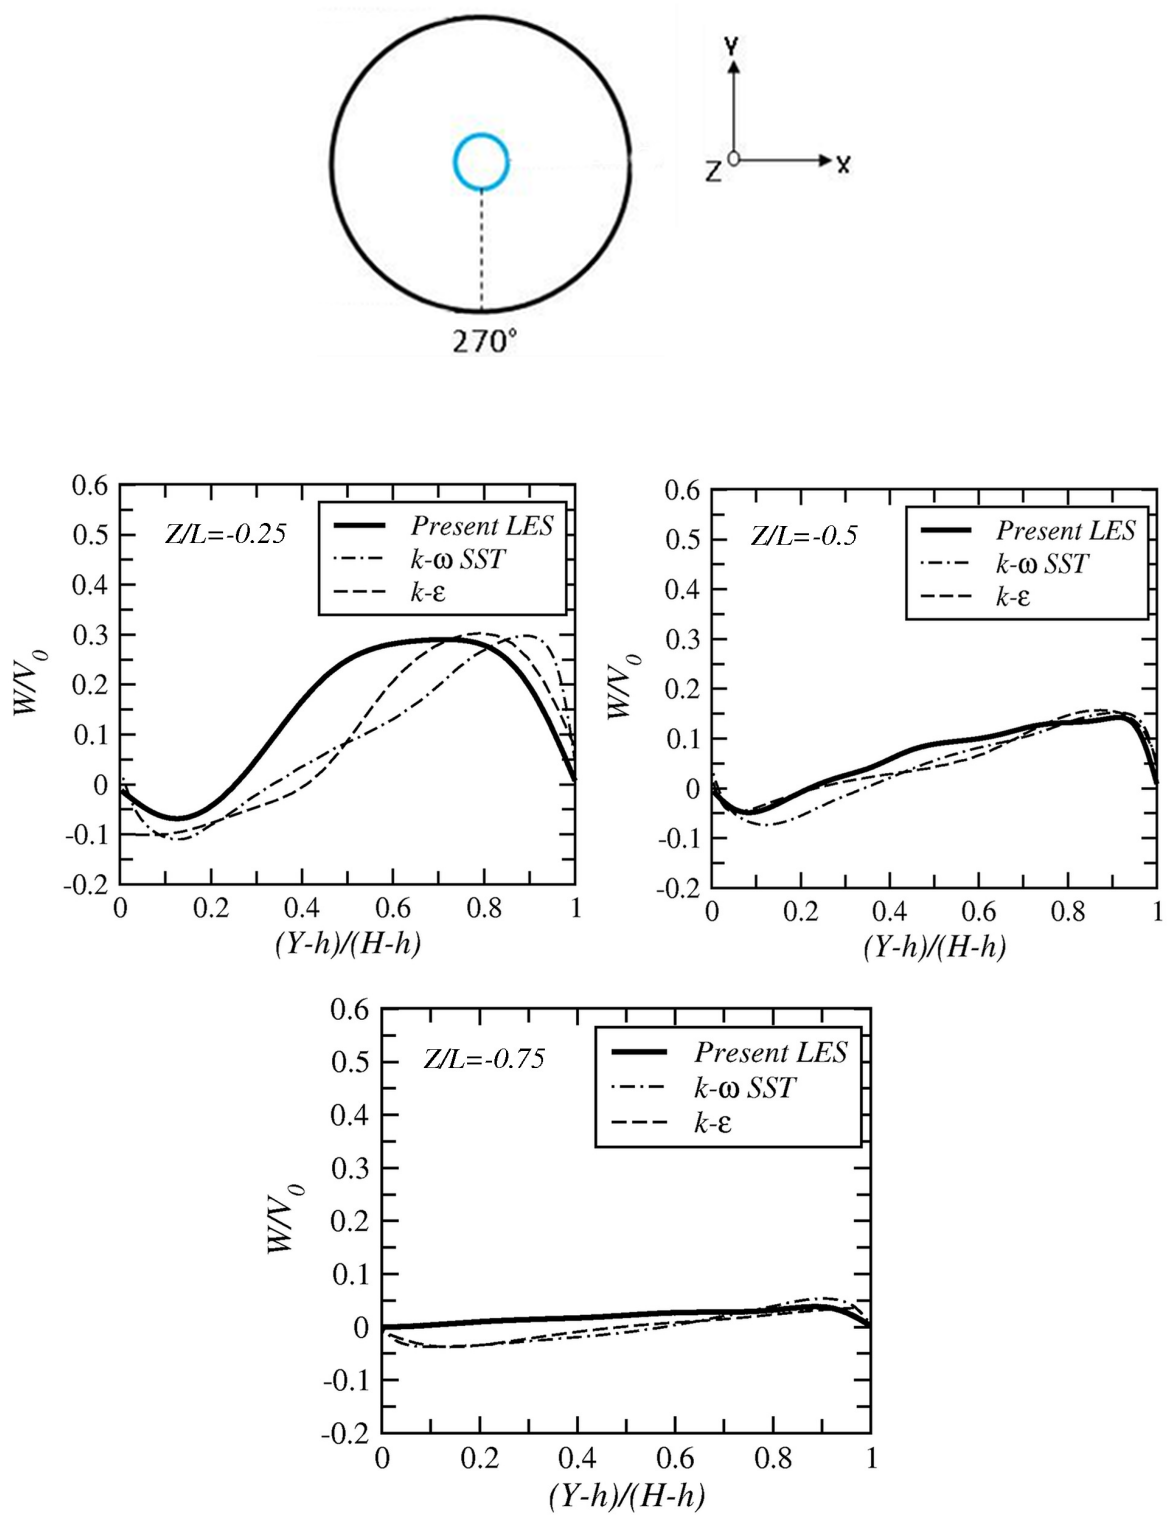 Y
Z
X
270°
0.6
Z/L=-0.25
Present LES
0.5
k-ω SST
0.4
k-ε
0.3
0.2
0.1
0
-0.1
-0.2
W/V0
0 0.2 0.4 0.6 0.8 1
(Y-h)/(H-h)
0.6
Z/L=-0.5
Present LES
0.5
k-ω SST
0.4
k-ε
0.3
0.2
0.1
0
-0.1
-0.2
W/V0
0 0.2 0.4 0.6 0.8 1
(Y-h)/(H-h)
0.6
Z/L=-0.75
Present LES
0.5
k-ω SST
0.4
k-ε
0.3
0.2
0.1
0
-0.1
-0.2
W/V0
0 0.2 0.4 0.6 0.8 1
(Y-h)/(H-h)